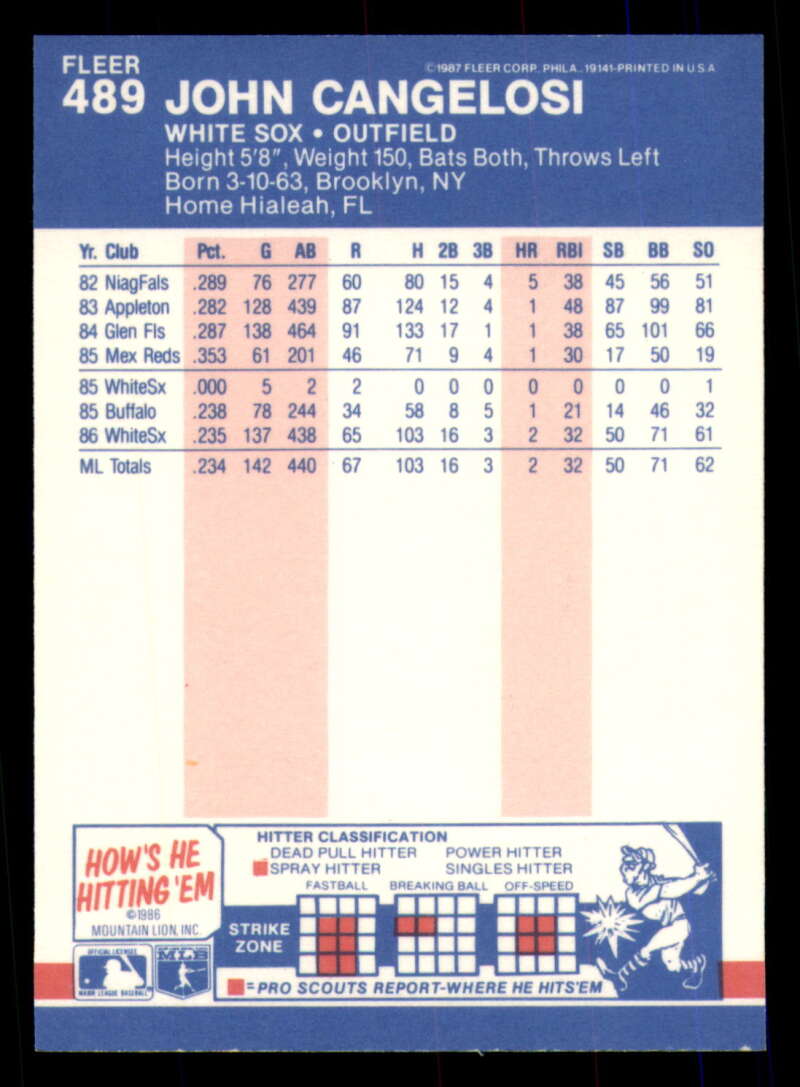 FLEER
©1987 FLEER CORP. PHILA., 19141-PRINTED IN U.S.A.
489 JOHN CANGELOSI
WHITE SOX • OUTFIELD
Height 5'8", Weight 150, Bats Both, Throws Left
Born 3-10-63, Brooklyn, NY
Home Hialeah, FL
Yr. Club Pct. G AB R H 2B 3B HR RBI SB BB SO
82 NiagFals .289 76 277 60 80 15 4 5 38 45 56 51
83 Appleton .282 128 439 87 124 12 4 1 48 87 99 81
84 Glen Fls .287 138 464 91 133 17 1 1 38 65 101 66
85 Mex Reds .353 61 201 46 71 9 4 1 30 17 50 19
85 WhiteSx .000 5 2 2 0 0 0 0 0 0 0 1
85 Buffalo .238 78 244 34 58 8 5 1 21 14 46 32
86 WhiteSx .235 137 438 65 103 16 3 2 32 50 71 61
ML Totals .234 142 440 67 103 16 3 2 32 50 71 62
HOW'S HE
HITTING 'EM
©1986
MOUNTAIN LION, INC.
OFFICIAL LICENSEE
MAJOR LEAGUE BASEBALL
MLB
HITTER CLASSIFICATION
DEAD PULL HITTER POWER HITTER
SPRAY HITTER SINGLES HITTER
FASTBALL BREAKING BALL OFF-SPEED
STRIKE
ZONE
=PRO SCOUTS REPORT-WHERE HE HITS'EM